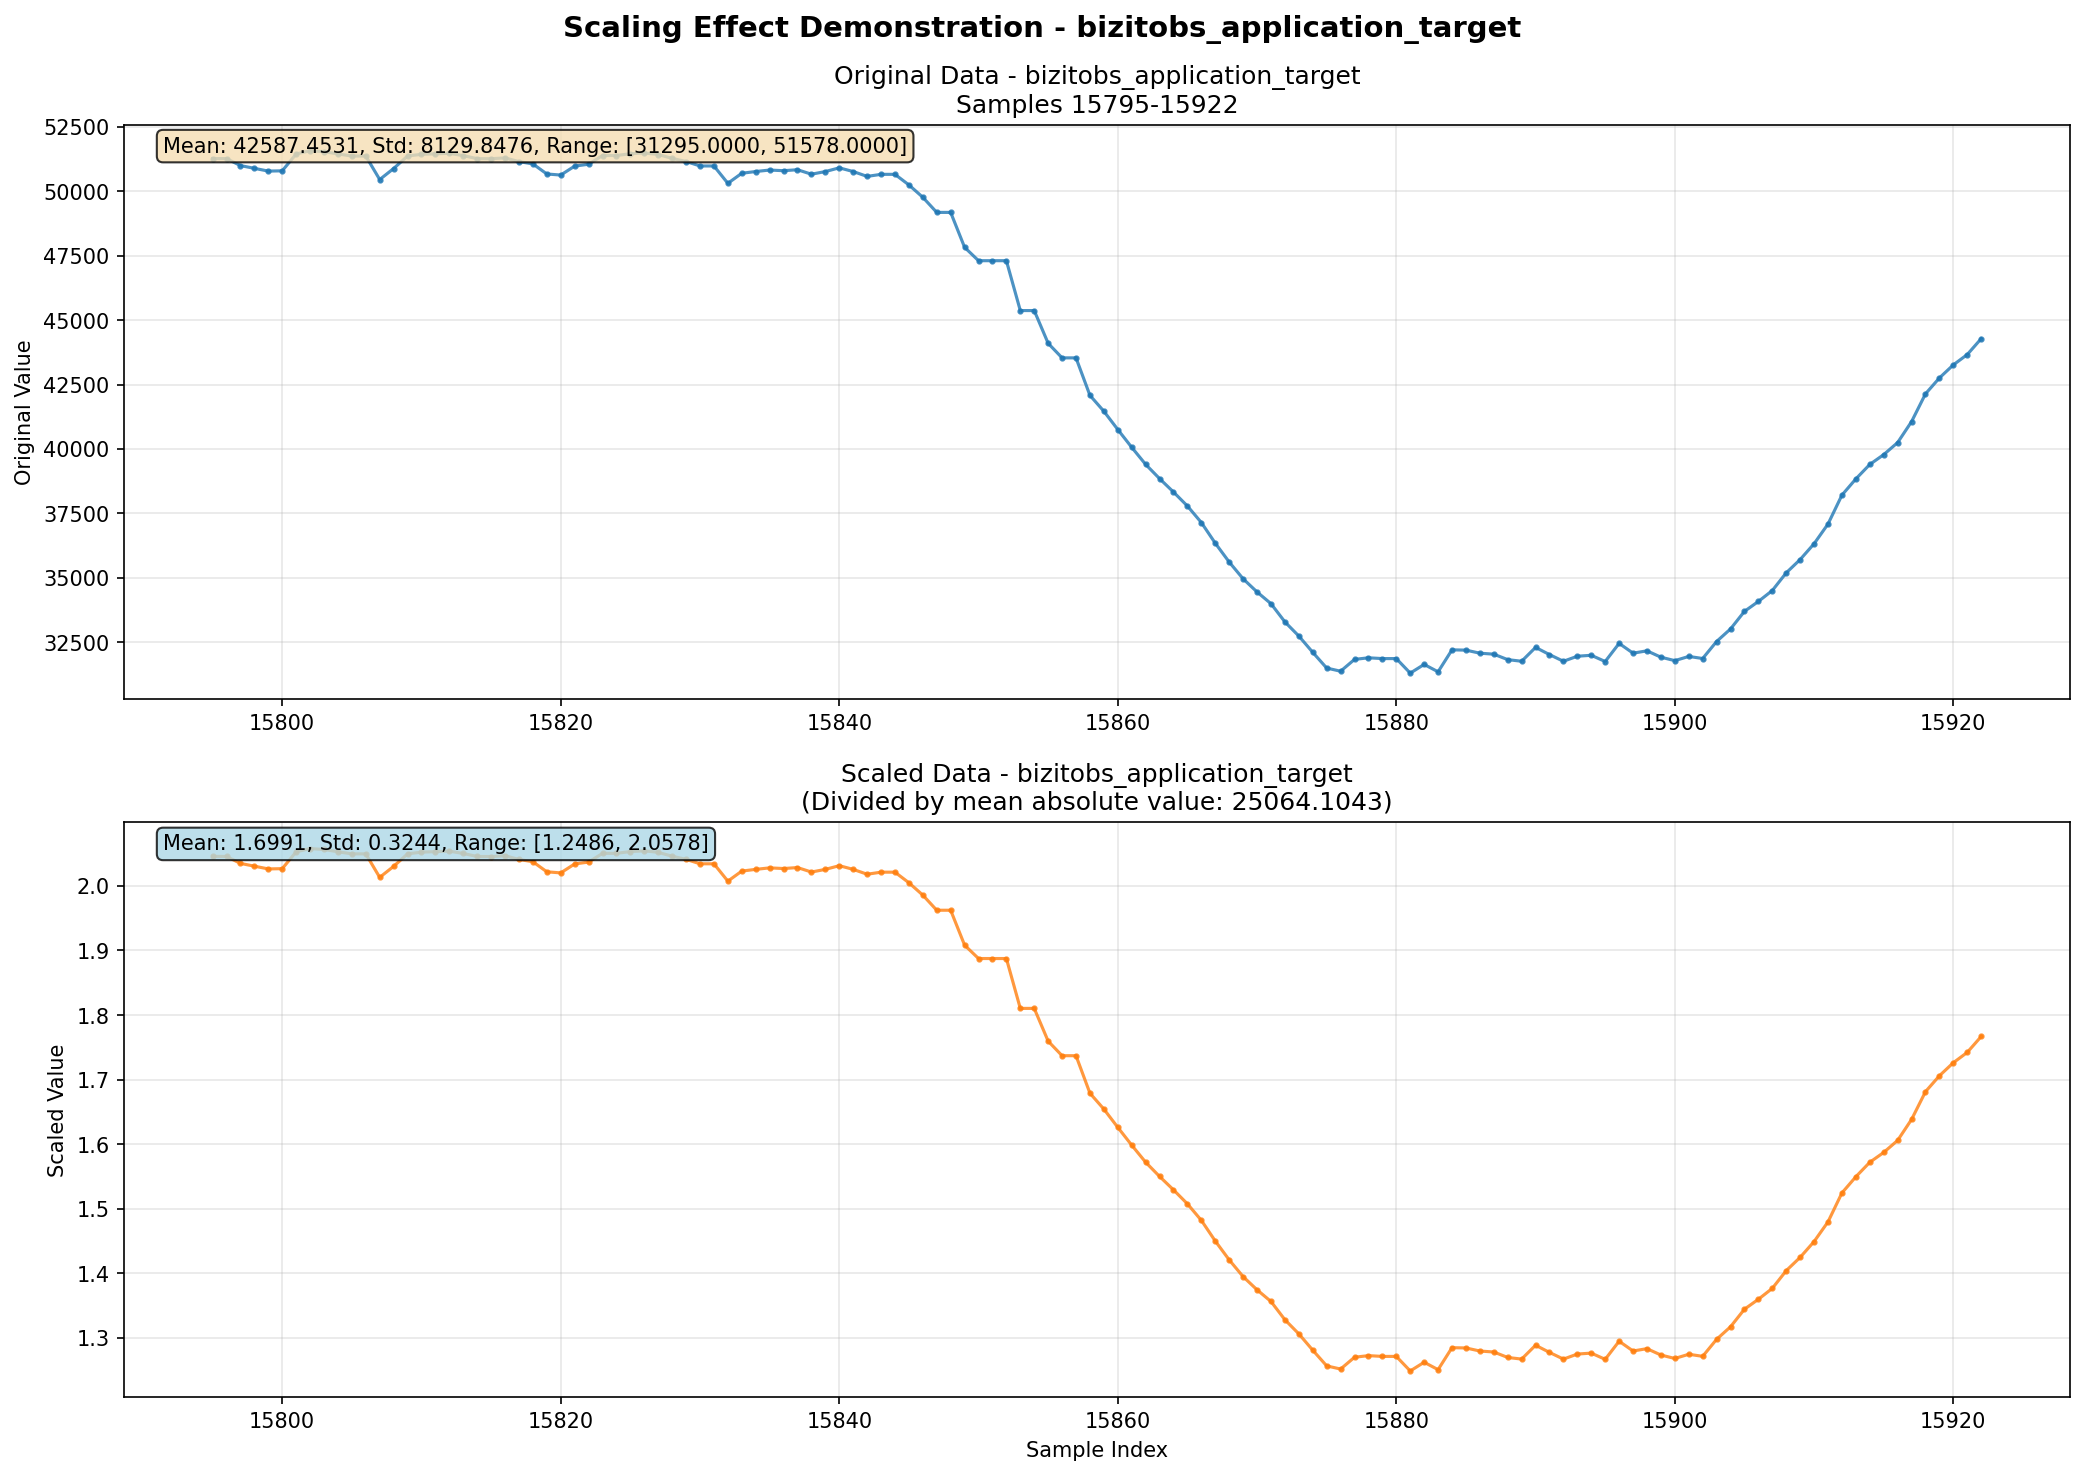 Scaling Effect Demonstration - bizitobs_application_target
Original Data - bizitobs_application_target
Samples 15795-15922
Mean: 42587.4531, Std: 8129.8476, Range: [31295.0000, 51578.0000]
Original Value
52500
50000
47500
45000
42500
40000
37500
35000
32500
15800 15820 15840 15860 15880 15900 15920
Scaled Data - bizitobs_application_target
(Divided by mean absolute value: 25064.1043)
Mean: 1.6991, Std: 0.3244, Range: [1.2486, 2.0578]
Scaled Value
2.0
1.9
1.8
1.7
1.6
1.5
1.4
1.3
15800 15820 15840 15860 15880 15900 15920
Sample Index